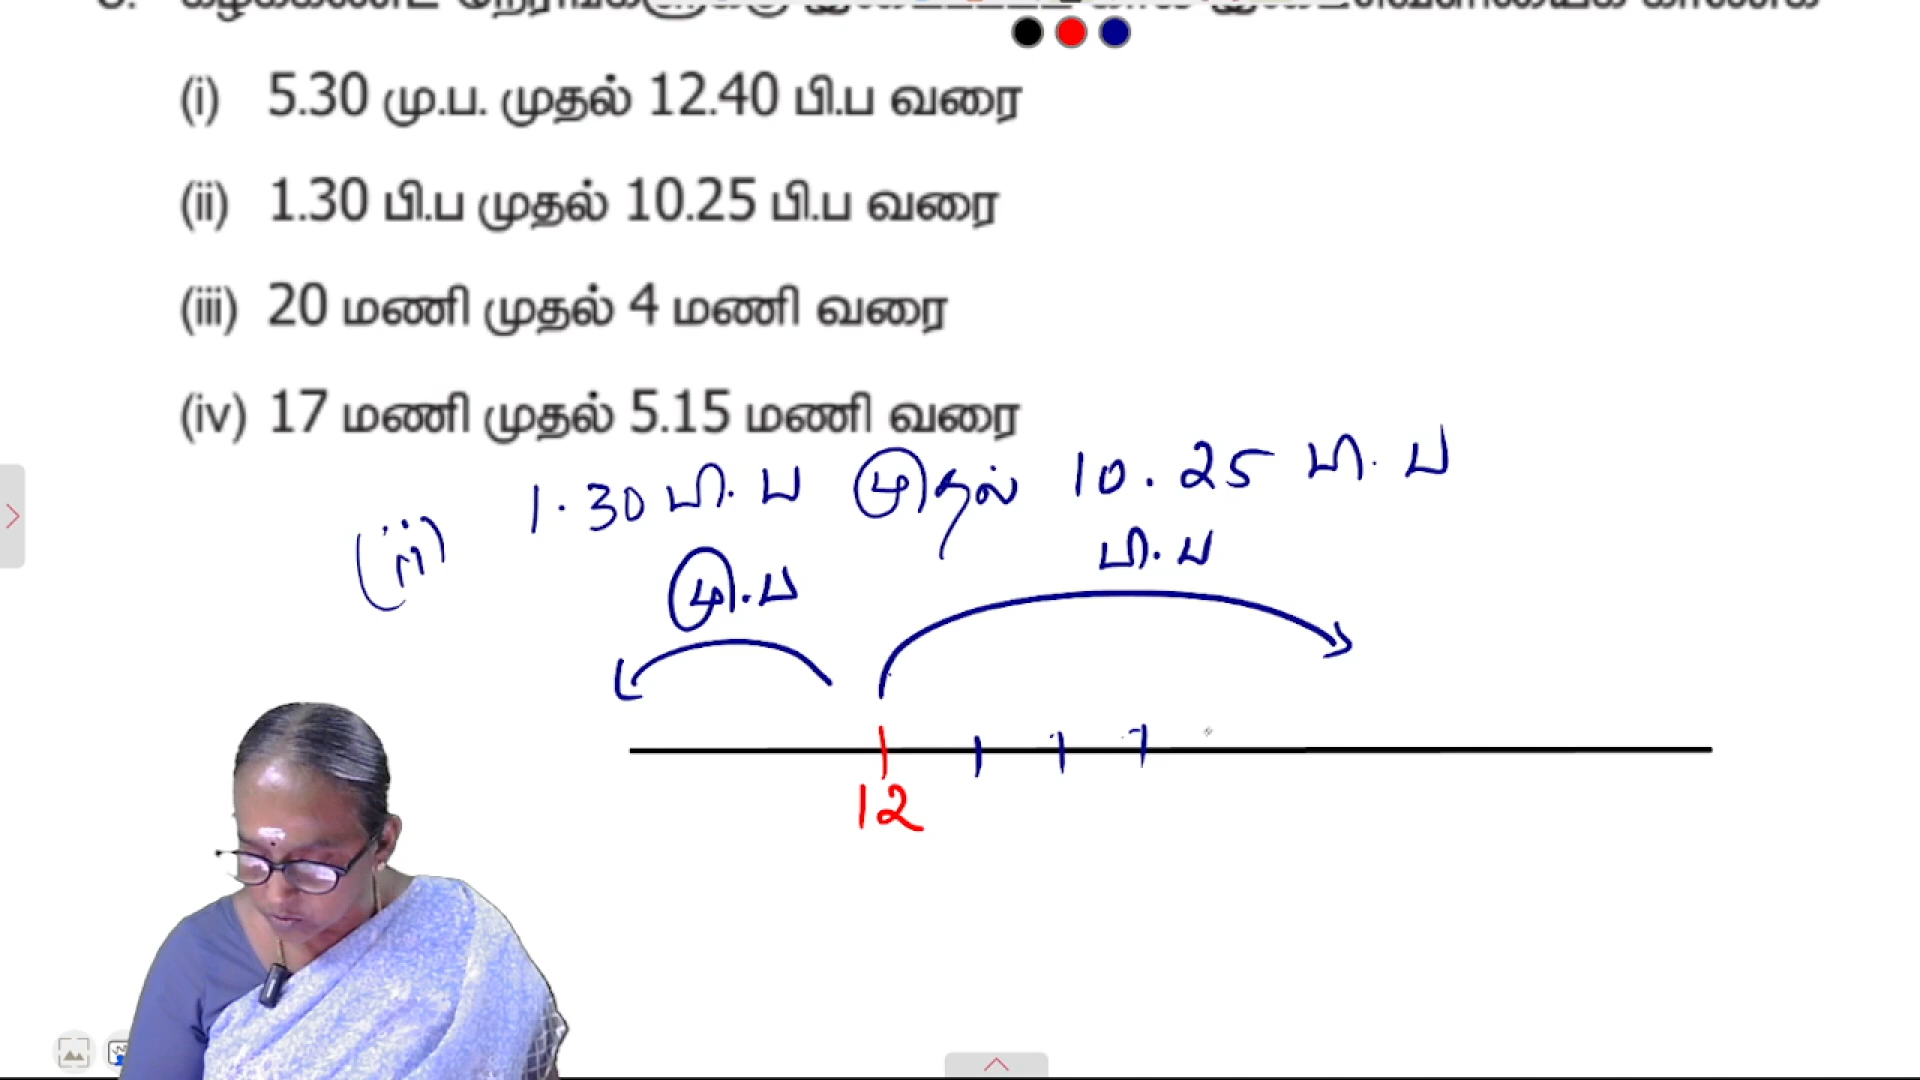 (i) 5.30 மு.ப. முதல் 12.40 பி.ப வரை
(ii) 1.30 பி.ப முதல் 10.25 பி.ப வரை
(iii) 20 மணி முதல் 4 மணி வரை
(iv) 17 மணி முதல் 5.15 மணி வரை
(ii) 1.30 பி.ப முதல் 10.25 பி.ப
மு.ப பி.ப
12